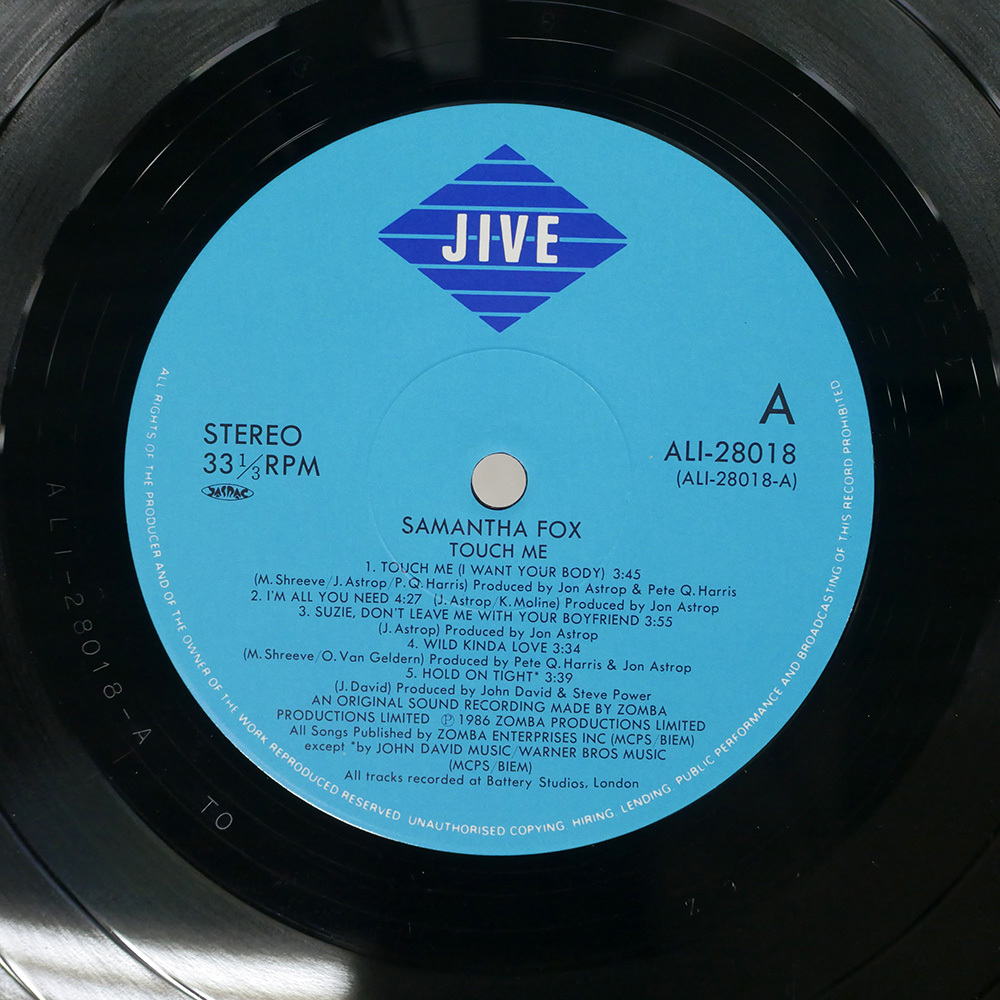 JIVE
A
STEREO
33 1/3 RPM
JASRAC
ALI-28018
(ALI-28018-A)
SAMANTHA FOX
TOUCH ME
1. TOUCH ME (I WANT YOUR BODY) 3:45
(M. Shreeve/J. Astrop/P. Q. Harris) Produced by Jon Astrop & Pete Q. Harris
2. I'M ALL YOU NEED 4:27 (J. Astrop/K. Moline) Produced by Jon Astrop
3. SUZIE, DON'T LEAVE ME WITH YOUR BOYFRIEND 3:55
(J. Astrop) Produced by Jon Astrop
4. WILD KINDA LOVE 3:34
(M. Shreeve/O. Van Geldern) Produced by Pete Q. Harris & Jon Astrop
5. HOLD ON TIGHT* 3:39
(J. David) Produced by John David & Steve Power
AN ORIGINAL SOUND RECORDING MADE BY ZOMBA
PRODUCTIONS LIMITED ℗ 1986 ZOMBA PRODUCTIONS LIMITED
All Songs Published by ZOMBA ENTERPRISES INC (MCPS/BIEM)
except *by JOHN DAVID MUSIC/WARNER BROS MUSIC
(MCPS/BIEM)
All tracks recorded at Battery Studios, London
ALL RIGHTS OF THE PRODUCER AND OF THE OWNER OF THE WORK REPRODUCED RESERVED. UNAUTHORISED COPYING. HIRING. LENDING. PUBLIC PERFORMANCE AND BROADCASTING OF THIS RECORD PROHIBITED
ALI-28018-A
TO